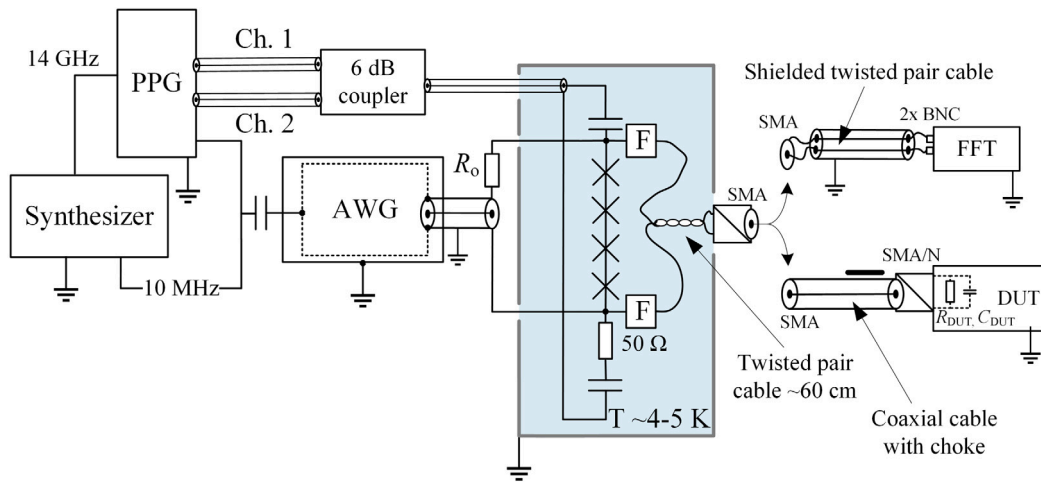 14 GHz
PPG
Ch. 1
Ch. 2
6 dB
coupler
Synthesizer
10 MHz
AWG
Rₒ
F
F
50 Ω
T ~4-5 K
SMA
Twisted pair
cable ~60 cm
Shielded twisted pair cable
SMA
2x BNC
FFT
SMA/N
DUT
R_DUT, C_DUT
SMA
Coaxial cable
with choke